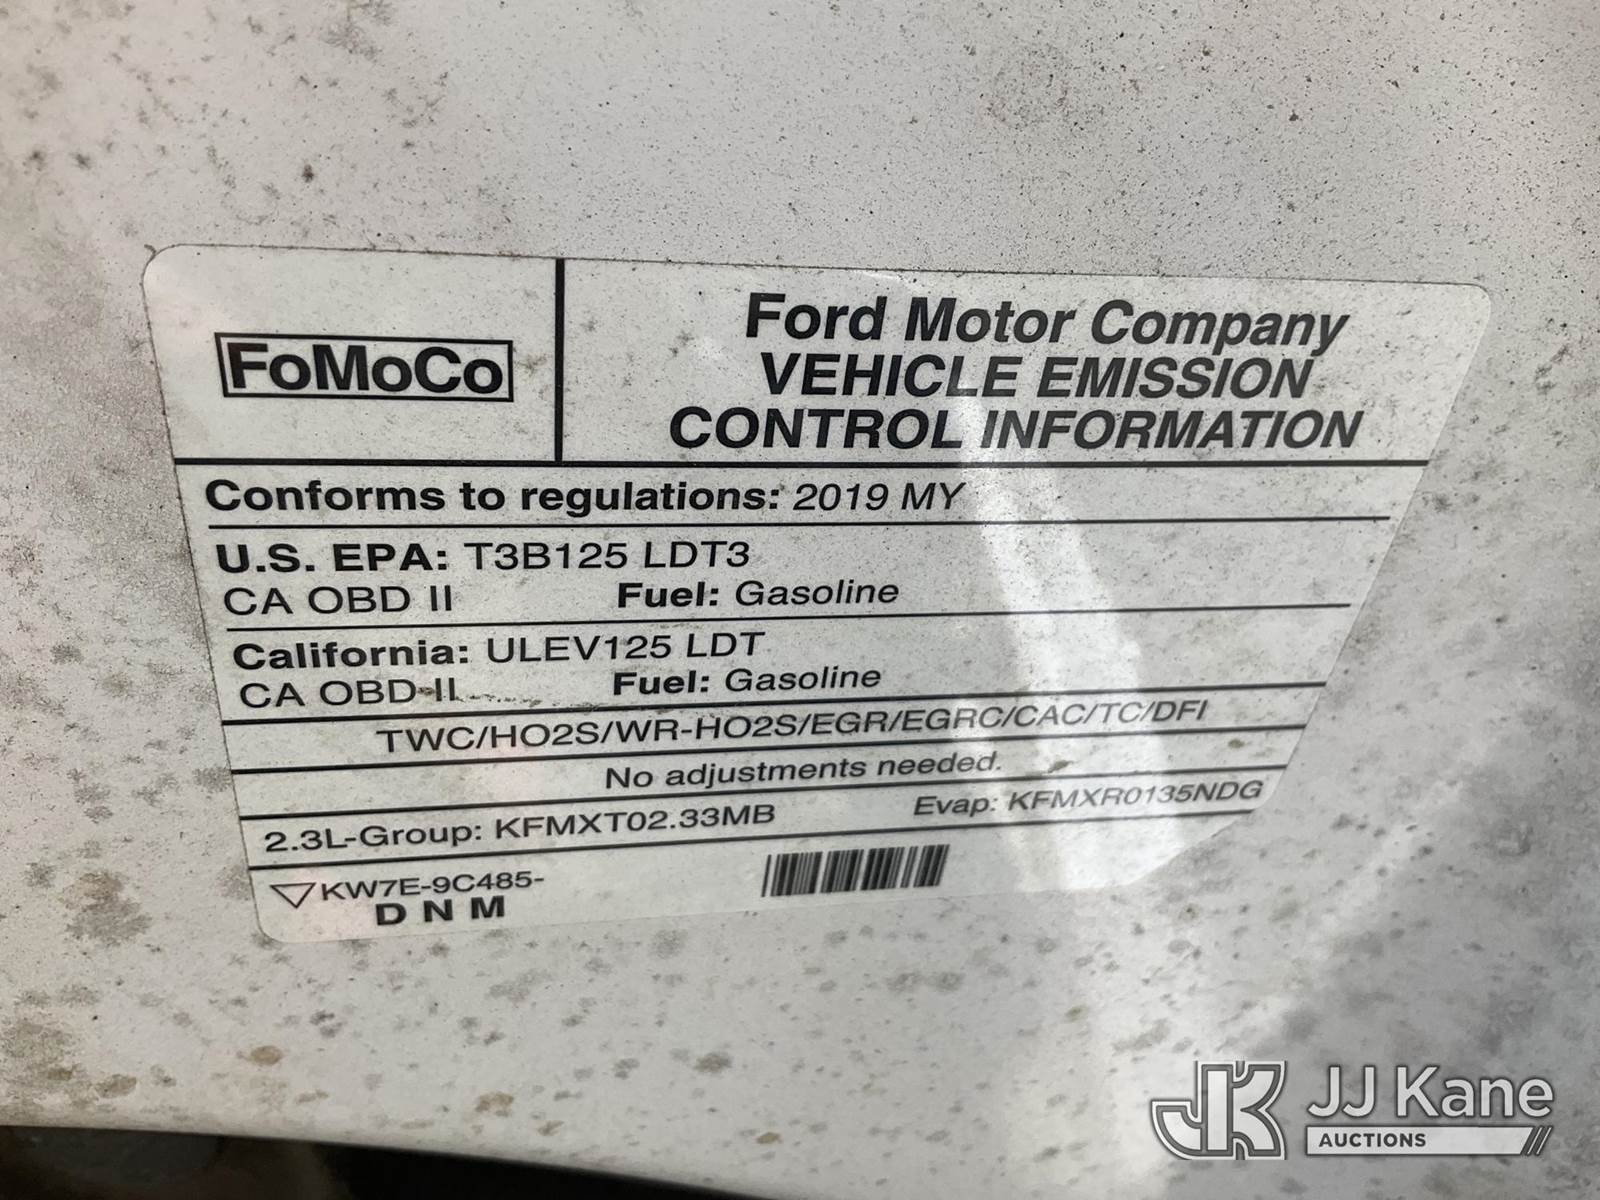 FoMoCo
Ford Motor Company
VEHICLE EMISSION
CONTROL INFORMATION
Conforms to regulations: 2019 MY
U.S. EPA: T3B125 LDT3
CA OBD II Fuel: Gasoline
California: ULEV125 LDT
CA OBD II Fuel: Gasoline
TWC/HO2S/WR-HO2S/EGR/EGRC/CAC/TC/DFI
No adjustments needed.
2.3L-Group: KFMXT02.33MB Evap: KFMXR0135NDG
KW7E-9C485-
D N M
JK JJ Kane
AUCTIONS